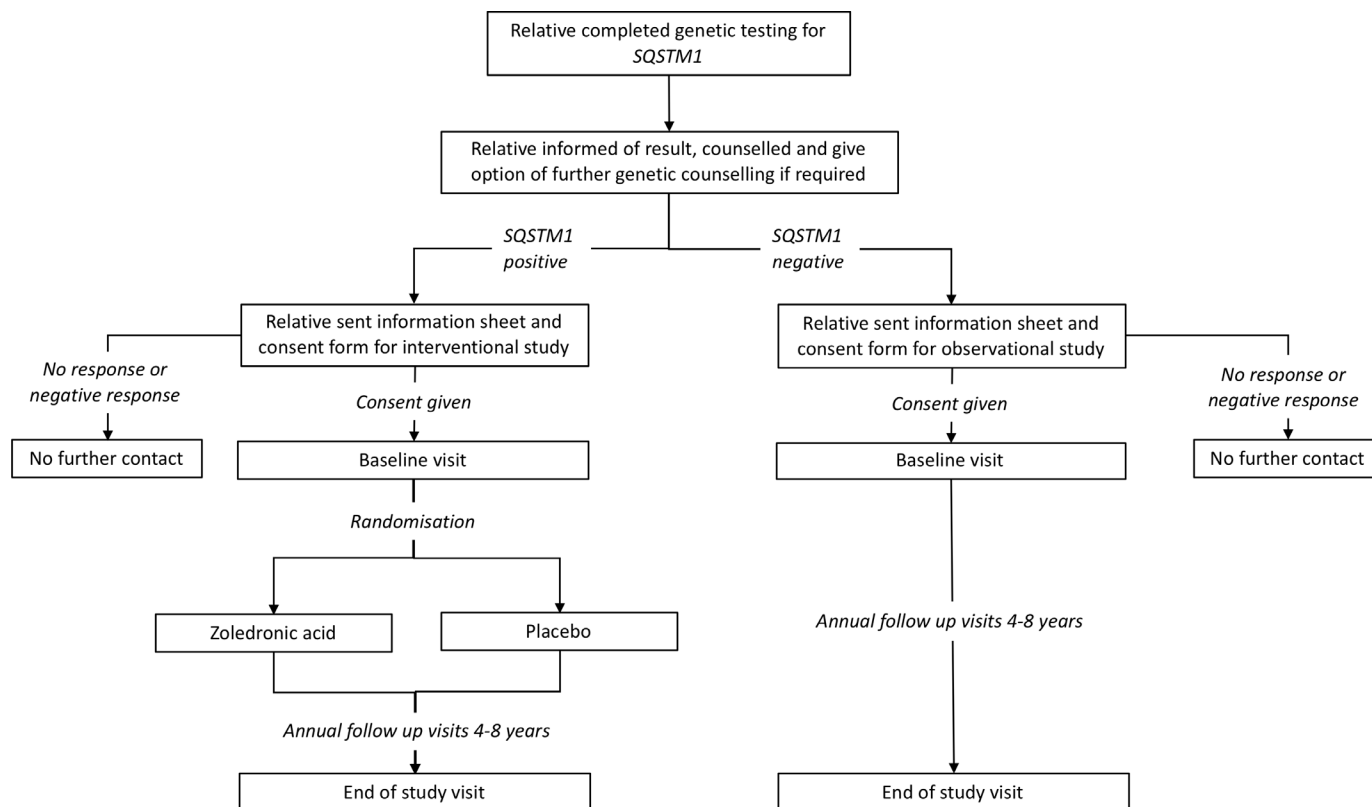 Relative completed genetic testing for
SQSTM1
Relative informed of result, counselled and give
option of further genetic counselling if required
SQSTM1
positive
SQSTM1
negative
Relative sent information sheet and
consent form for interventional study
Relative sent information sheet and
consent form for observational study
No response or
negative response
Consent given
Consent given
No response or
negative response
No further contact
Baseline visit
Baseline visit
No further contact
Randomisation
Zoledronic acid
Placebo
Annual follow up visits 4-8 years
Annual follow up visits 4-8 years
End of study visit
End of study visit